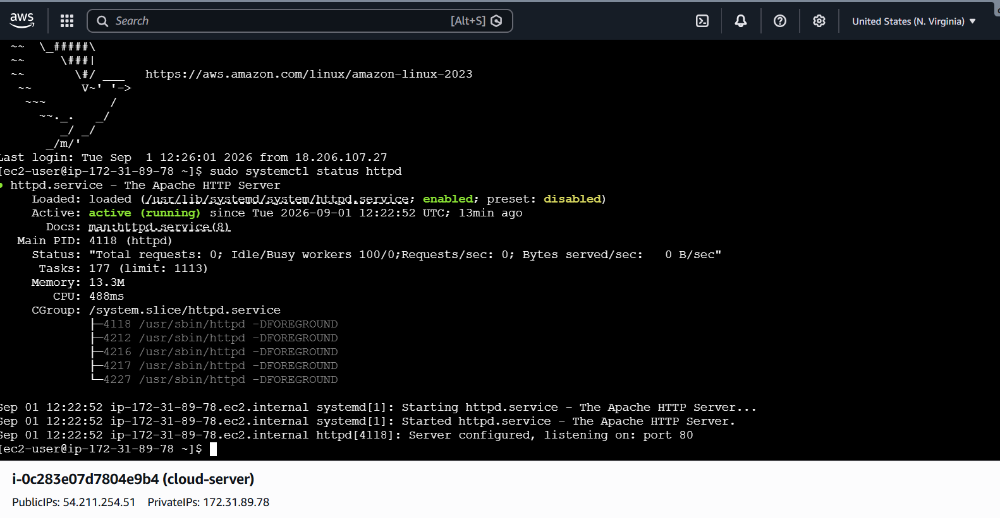 aws
Search [Alt+S]
United States (N. Virginia)
~~  \_#####\
~~     \###|
~~       \#/ ___   https://aws.amazon.com/linux/amazon-linux-2023
~~       V~' '->
~~~         /
~~._.   _/
_/ _/
_/m/'
Last login: Tue Sep  1 12:26:01 2026 from 18.206.107.27
[ec2-user@ip-172-31-89-78 ~]$ sudo systemctl status httpd
● httpd.service - The Apache HTTP Server
Loaded: loaded (/usr/lib/systemd/system/httpd.service; enabled; preset: disabled)
Active: active (running) since Tue 2026-09-01 12:22:52 UTC; 13min ago
Docs: man:httpd.service(8)
Main PID: 4118 (httpd)
Status: "Total requests: 0; Idle/Busy workers 100/0;Requests/sec: 0; Bytes served/sec:   0 B/sec"
Tasks: 177 (limit: 1113)
Memory: 13.3M
CPU: 488ms
CGroup: /system.slice/httpd.service
├─4118 /usr/sbin/httpd -DFOREGROUND
├─4212 /usr/sbin/httpd -DFOREGROUND
├─4216 /usr/sbin/httpd -DFOREGROUND
├─4217 /usr/sbin/httpd -DFOREGROUND
└─4227 /usr/sbin/httpd -DFOREGROUND
Sep 01 12:22:52 ip-172-31-89-78.ec2.internal systemd[1]: Starting httpd.service - The Apache HTTP Server...
Sep 01 12:22:52 ip-172-31-89-78.ec2.internal systemd[1]: Started httpd.service - The Apache HTTP Server.
Sep 01 12:22:52 ip-172-31-89-78.ec2.internal httpd[4118]: Server configured, listening on: port 80
[ec2-user@ip-172-31-89-78 ~]$
i-0c283e07d7804e9b4 (cloud-server)
PublicIPs: 54.211.254.51    PrivateIPs: 172.31.89.78